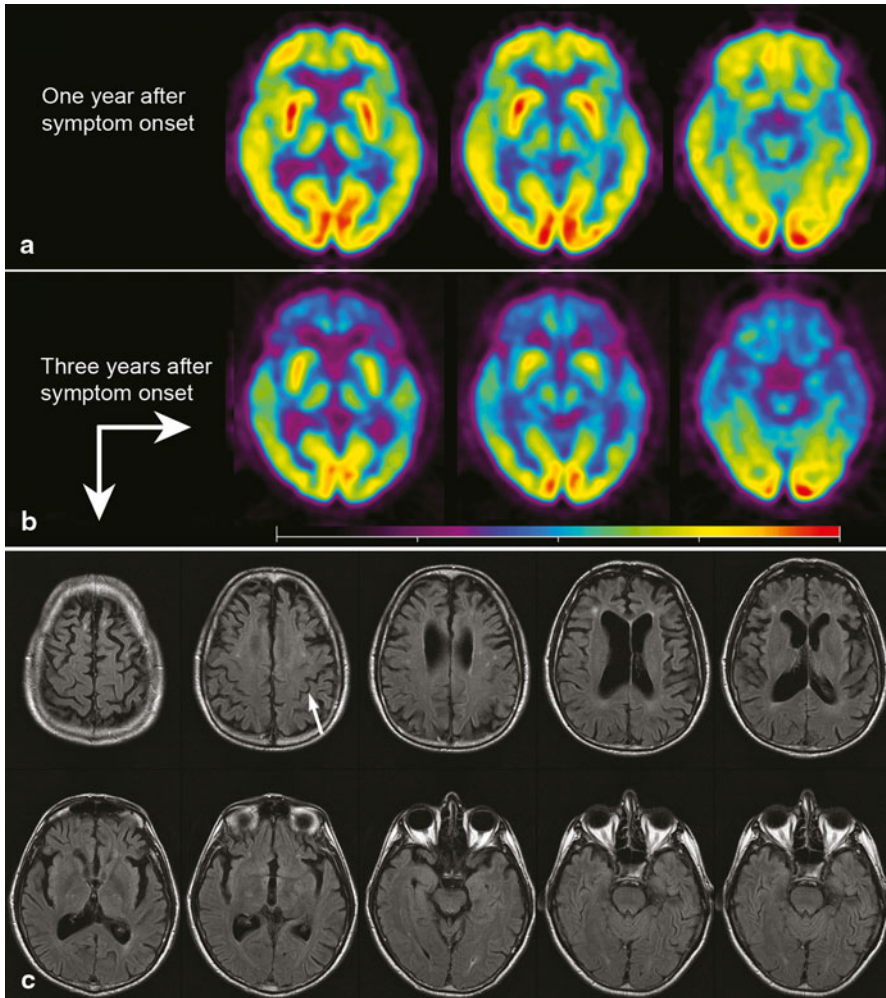 One year after
symptom onset
a
Three years after
symptom onset
b
c